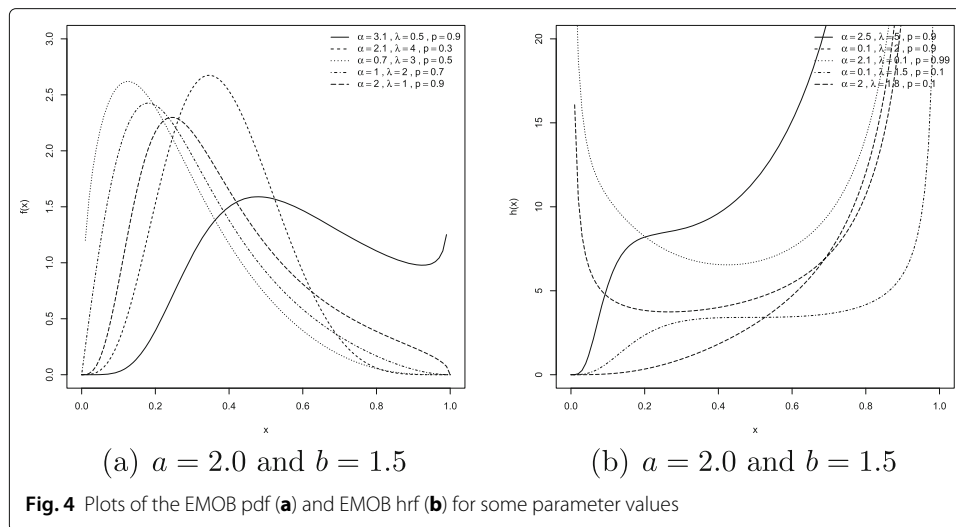 α = 3.1 , λ = 0.5 , p = 0.9
α = 2.1 , λ = 4 , p = 0.3
α = 0.7 , λ = 3 , p = 0.5
α = 1 , λ = 2 , p = 0.7
α = 2 , λ = 1 , p = 0.9
3.0
2.5
2.0
1.5
1.0
0.5
0.0
f(x)
0.0 0.2 0.4 0.6 0.8 1.0
x
α = 2.5 , λ = 5 , p = 0.9
α = 0.1 , λ = 2 , p = 0.9
α = 2.1 , λ = 0.1 , p = 0.99
α = 0.1 , λ = 1.5 , p = 0.1
α = 2 , λ = 1.8 , p = 0.1
20
15
10
5
0
h(x)
0.0 0.2 0.4 0.6 0.8 1.0
x
(a) a = 2.0 and b = 1.5
(b) a = 2.0 and b = 1.5
Fig. 4 Plots of the EMOB pdf (a) and EMOB hrf (b) for some parameter values